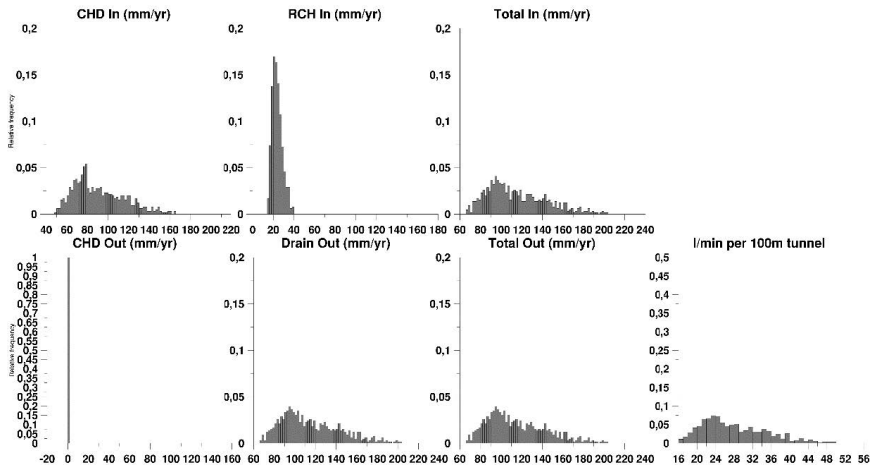 CHD In (mm/yr) RCH In (mm/yr) Total In (mm/yr)
0,2 0,2 0,2
0,15 0,15 0,15
Relative frequency
0,1 0,1 0,1
0,05 0,05 0,05
0 0 0
40 60 80 100 120 140 160 180 200 220 0 20 40 60 80 100 120 140 160 180 60 80 100 120 140 160 180 200 220 240
CHD Out (mm/yr) Drain Out (mm/yr) Total Out (mm/yr) l/min per 100m tunnel
1 0,2 0,2 0,5
0,95
0,9 0,45
0,85
0,8 0,4
0,75 0,15 0,15
0,7 0,35
0,65
0,6 0,3
0,55
Relative frequency
0,5 0,1 0,1 0,25
0,45
0,4 0,2
0,35
0,3 0,15
0,25 0,05 0,05
0,2 0,1
0,15
0,1 0,05
0,05
0 0 0 0
-20 0 20 40 60 80 100 120 140 160 60 80 100 120 140 160 180 200 220 240 60 80 100 120 140 160 180 200 220 240 16 20 24 28 32 36 40 44 48 52 56